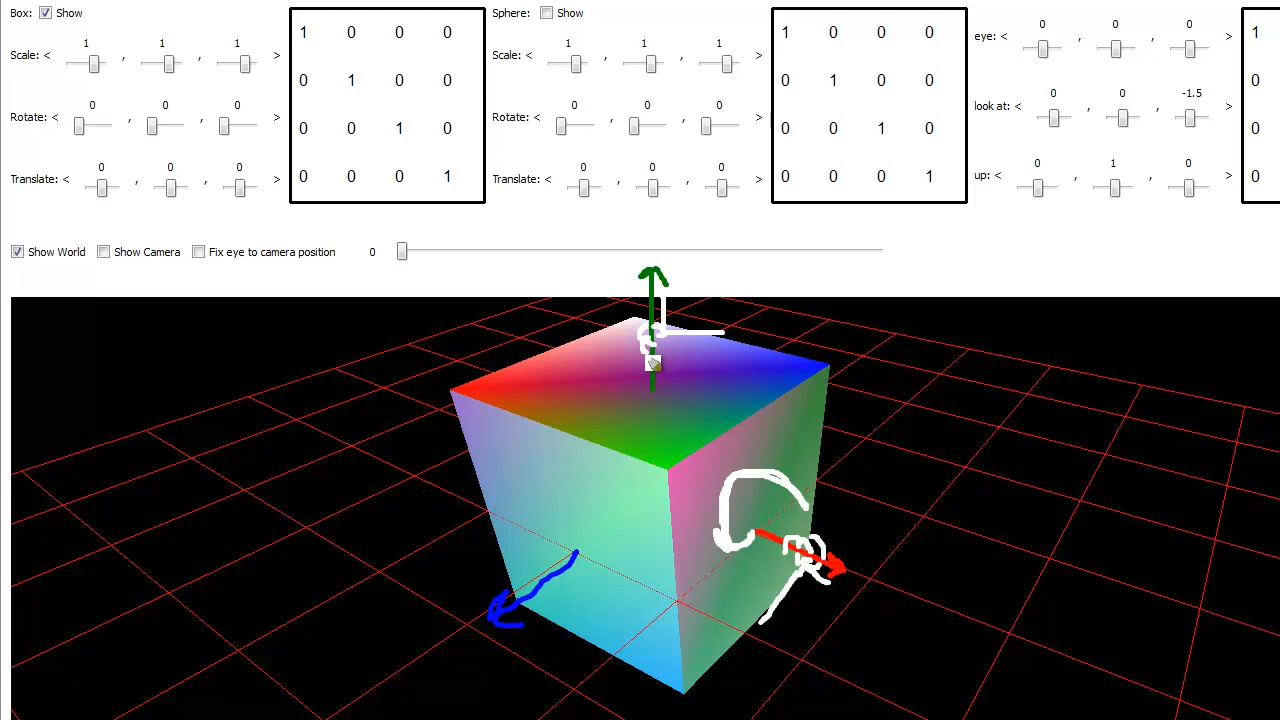 Box: Show
Scale: < 1 , 1 , 1 >
Rotate: < 0 , 0 , 0 >
Translate: < 0 , 0 , 0 >
1 0 0 0
0 1 0 0
0 0 1 0
0 0 0 1
Sphere: Show
Scale: < 1 , 1 , 1 >
Rotate: < 0 , 0 , 0 >
Translate: < 0 , 0 , 0 >
1 0 0 0
0 1 0 0
0 0 1 0
0 0 0 1
eye: < 0 , 0 , 0 >
look at: < 0 , 0 , -1.5 >
up: < 0 , 1 , 0 >
1
0
0
0
Show World Show Camera Fix eye to camera position 0